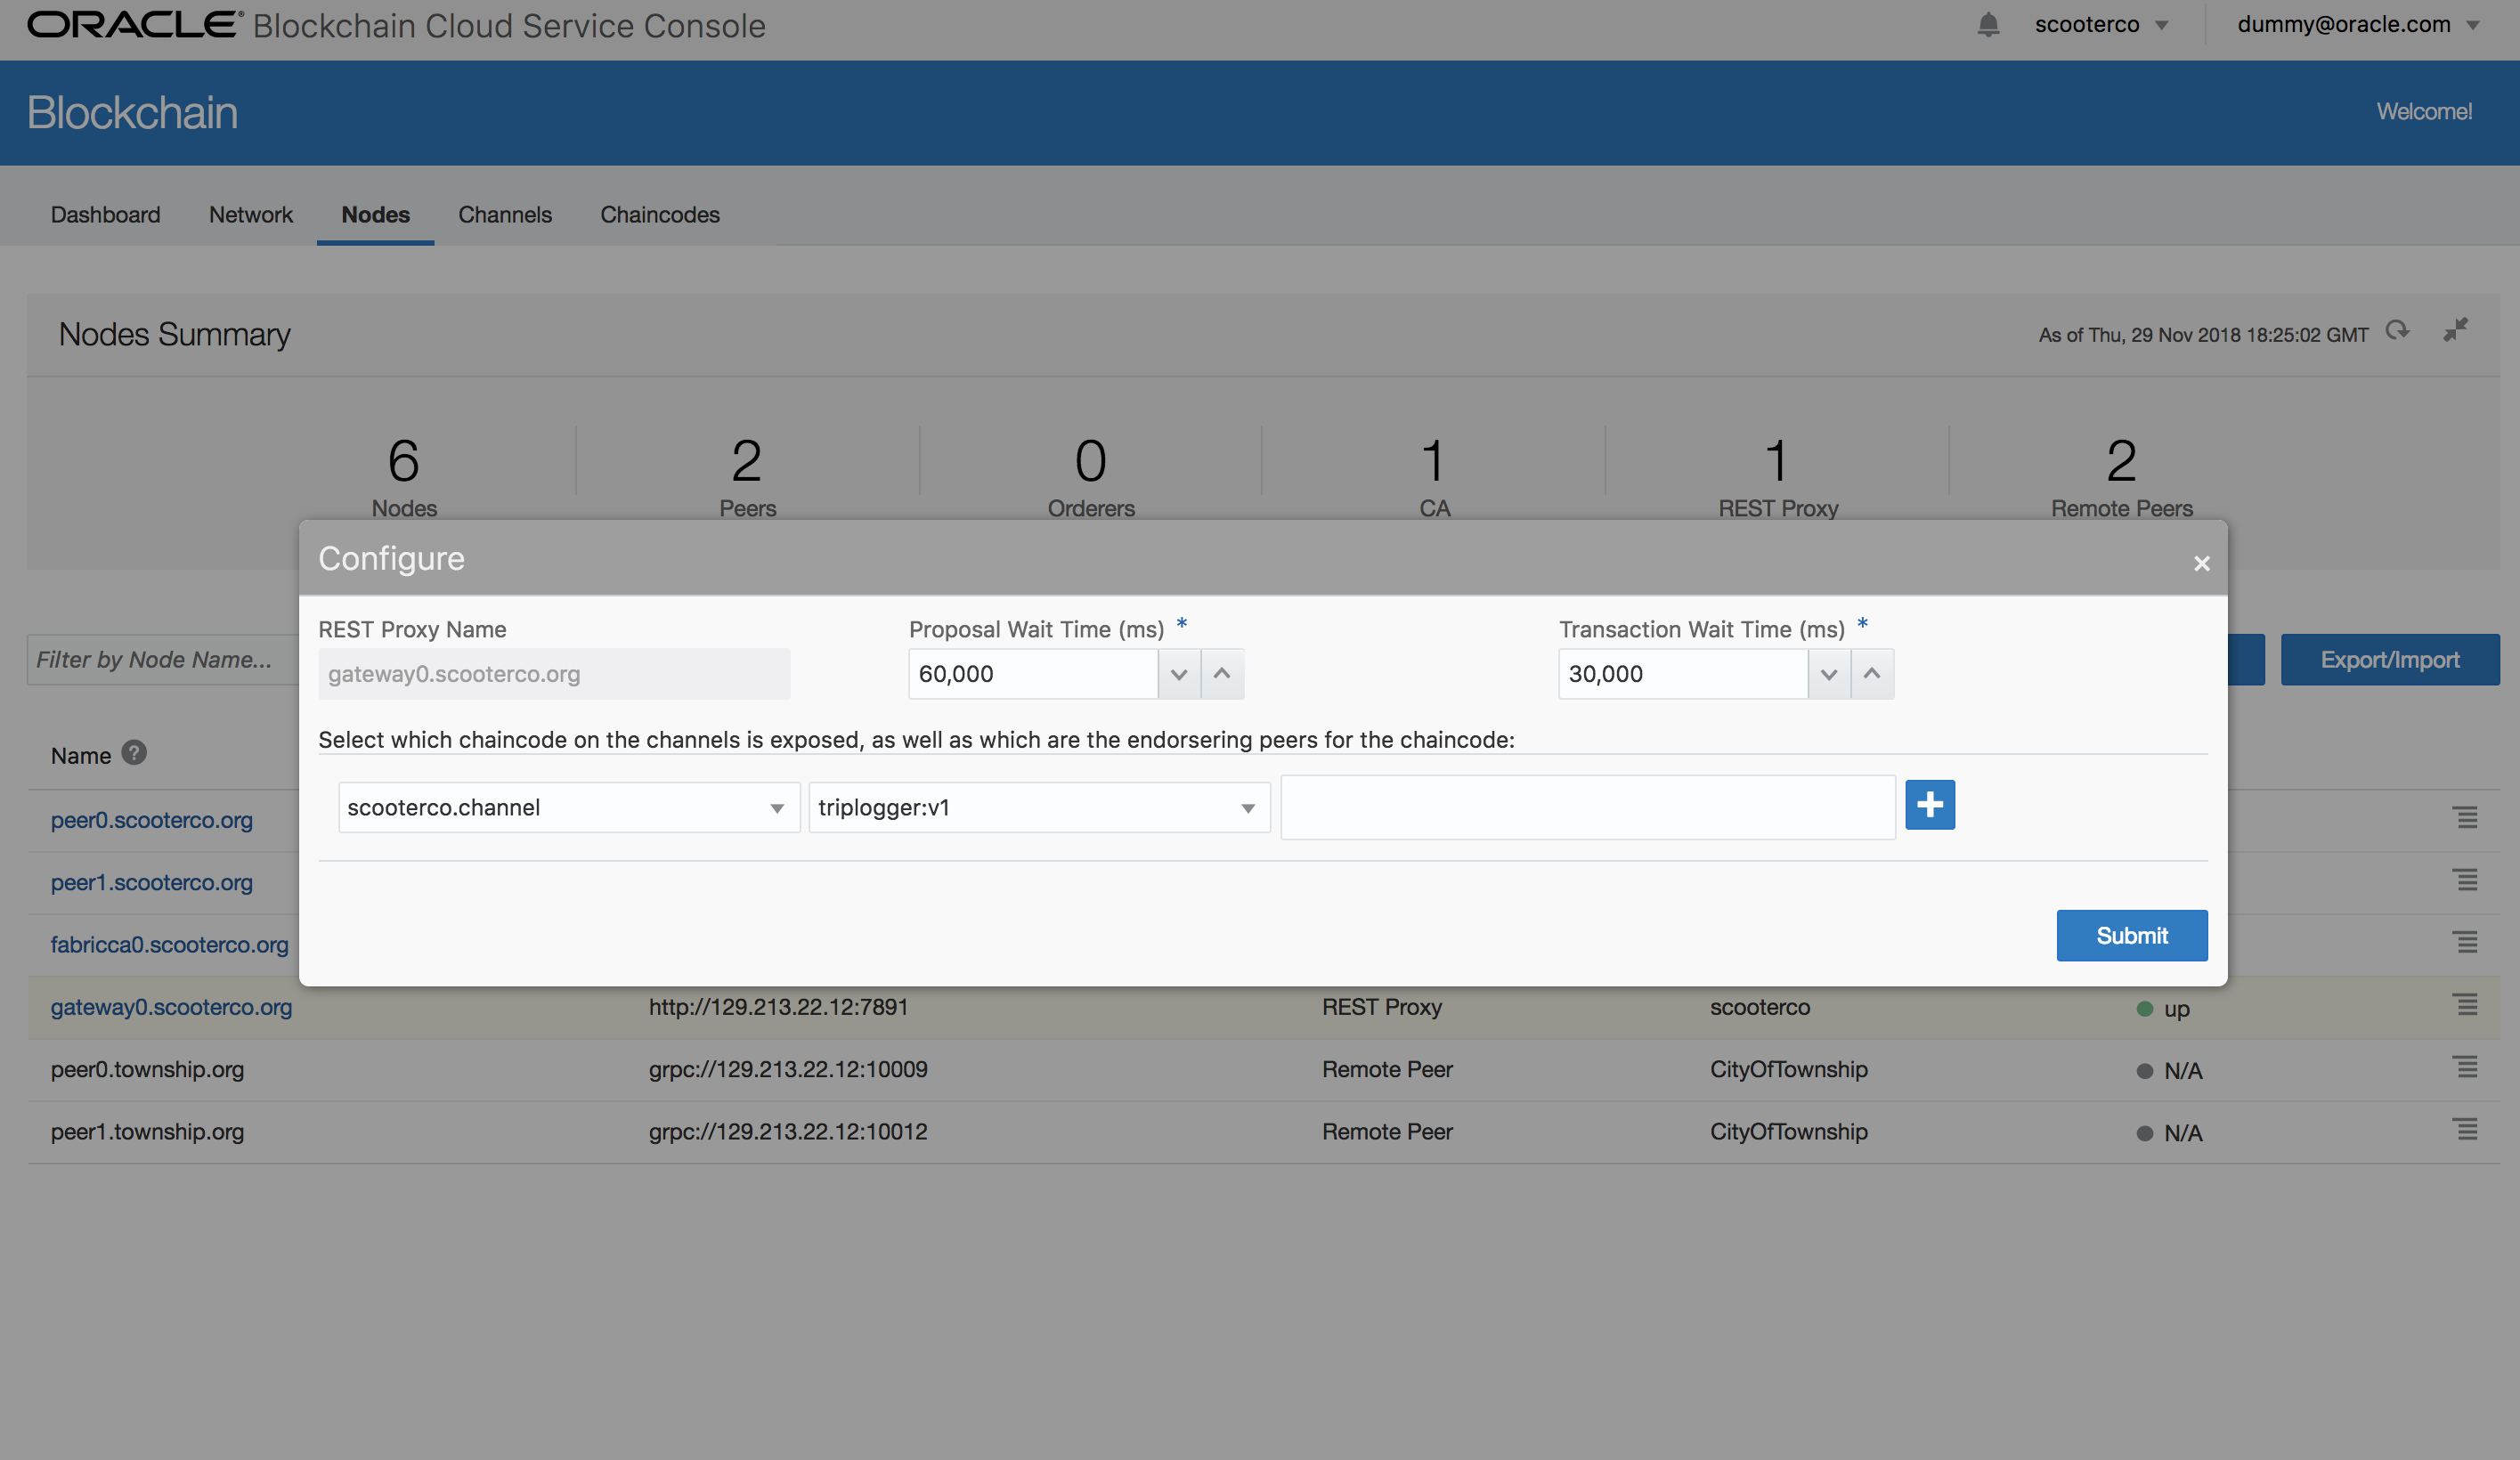 ORACLE® Blockchain Cloud Service Console scooterco dummy@oracle.com
Blockchain Welcome!
Dashboard Network Nodes Channels Chaincodes
Nodes Summary As of Thu, 29 Nov 2018 18:25:02 GMT
6 2 0 1 1 2
Nodes Peers Orderers CA REST Proxy Remote Peers
Configure ×
REST Proxy Name Proposal Wait Time (ms) * Transaction Wait Time (ms) *
Filter by Node Name... gateway0.scooterco.org 60,000 30,000 Export/Import
Select which chaincode on the channels is exposed, as well as which are the endorsering peers for the chaincode:
Name ?
scooterco.channel triplogger:v1 +
peer0.scooterco.org
peer1.scooterco.org
Submit
fabricca0.scooterco.org
gateway0.scooterco.org http://129.213.22.12:7891 REST Proxy scooterco up
peer0.township.org grpc://129.213.22.12:10009 Remote Peer CityOfTownship N/A
peer1.township.org grpc://129.213.22.12:10012 Remote Peer CityOfTownship N/A